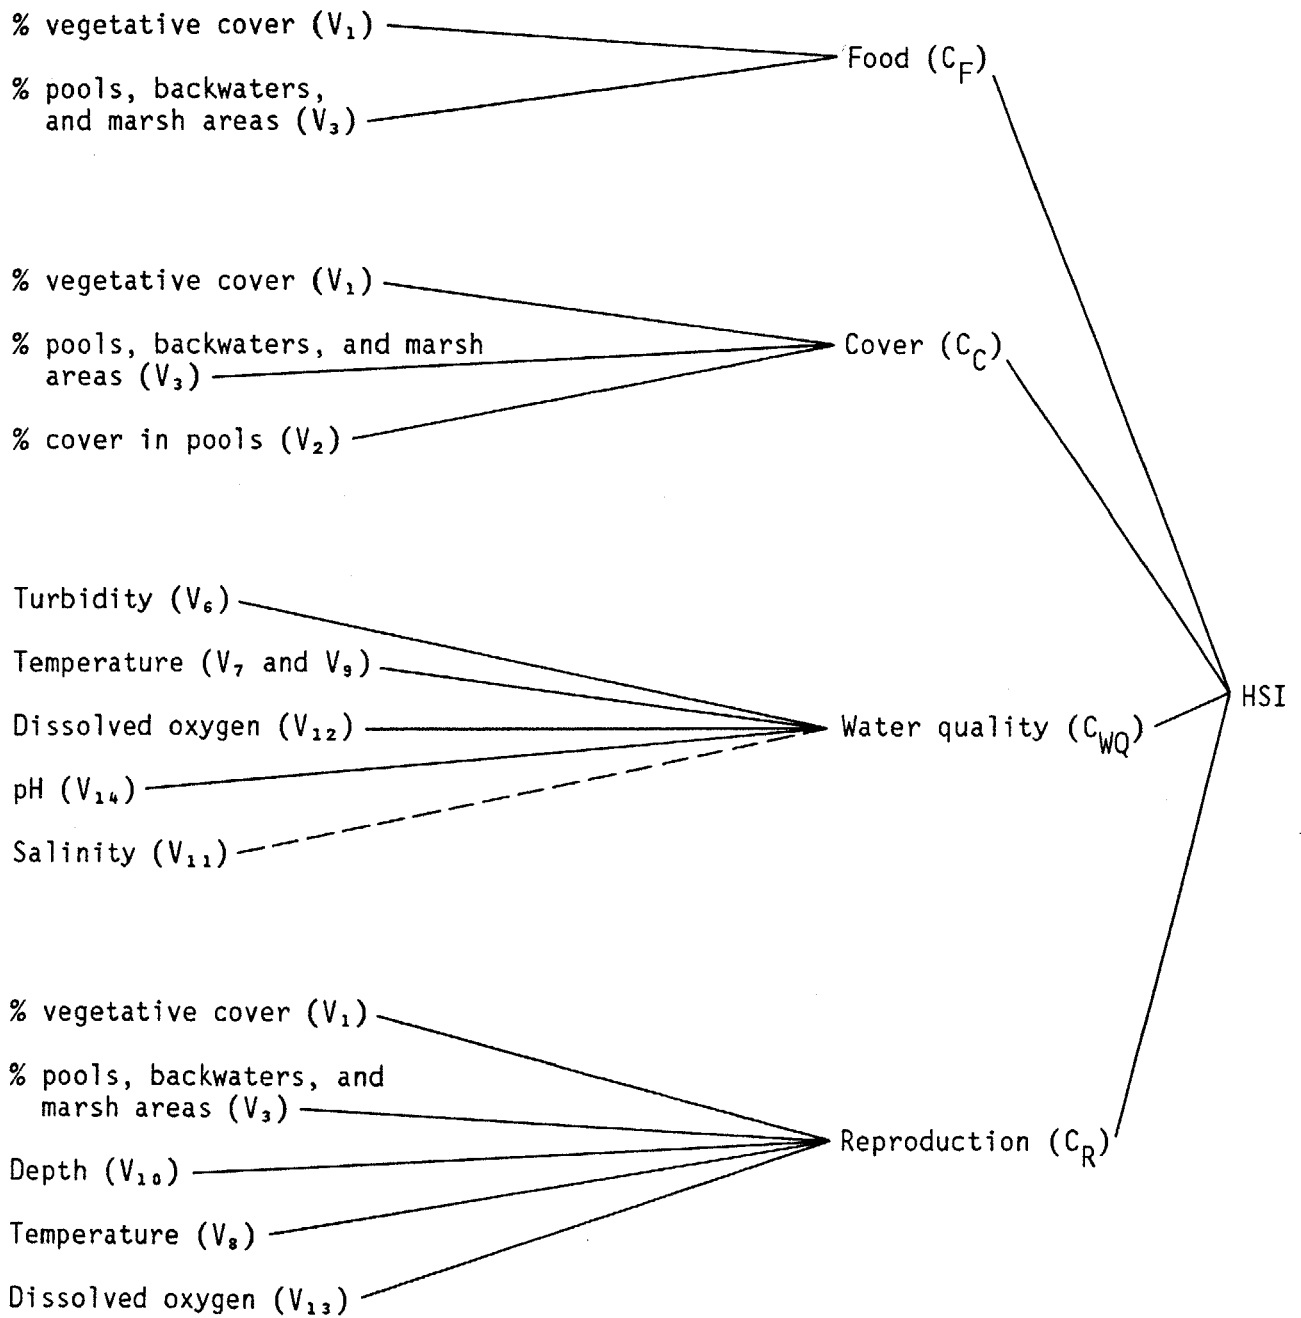 % vegetative cover (V₁)
Food (C_F)
% pools, backwaters,
and marsh areas (V₃)
% vegetative cover (V₁)
% pools, backwaters, and marsh
areas (V₃)
Cover (C_C)
% cover in pools (V₂)
Turbidity (V₆)
Temperature (V₇ and V₉)
Dissolved oxygen (V₁₂)
Water quality (C_WQ)
HSI
pH (V₁₄)
Salinity (V₁₁)
% vegetative cover (V₁)
% pools, backwaters, and
marsh areas (V₃)
Reproduction (C_R)
Depth (V₁₀)
Temperature (V₈)
Dissolved oxygen (V₁₃)